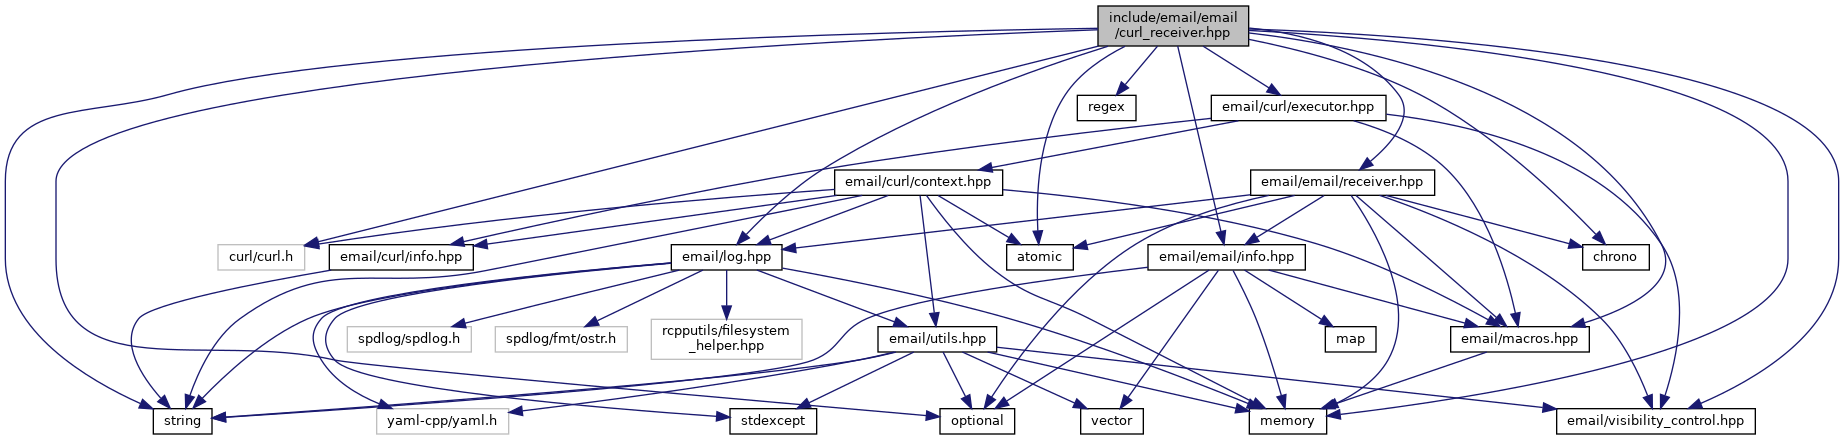 include/email/email
/curl_receiver.hpp
regex
email/curl/executor.hpp
email/curl/context.hpp
email/email/receiver.hpp
curl/curl.h
email/curl/info.hpp
email/log.hpp
atomic
email/email/info.hpp
chrono
spdlog/spdlog.h
spdlog/fmt/ostr.h
rcpputils/filesystem
_helper.hpp
email/utils.hpp
map
email/macros.hpp
string
yaml-cpp/yaml.h
stdexcept
optional
vector
memory
email/visibility_control.hpp